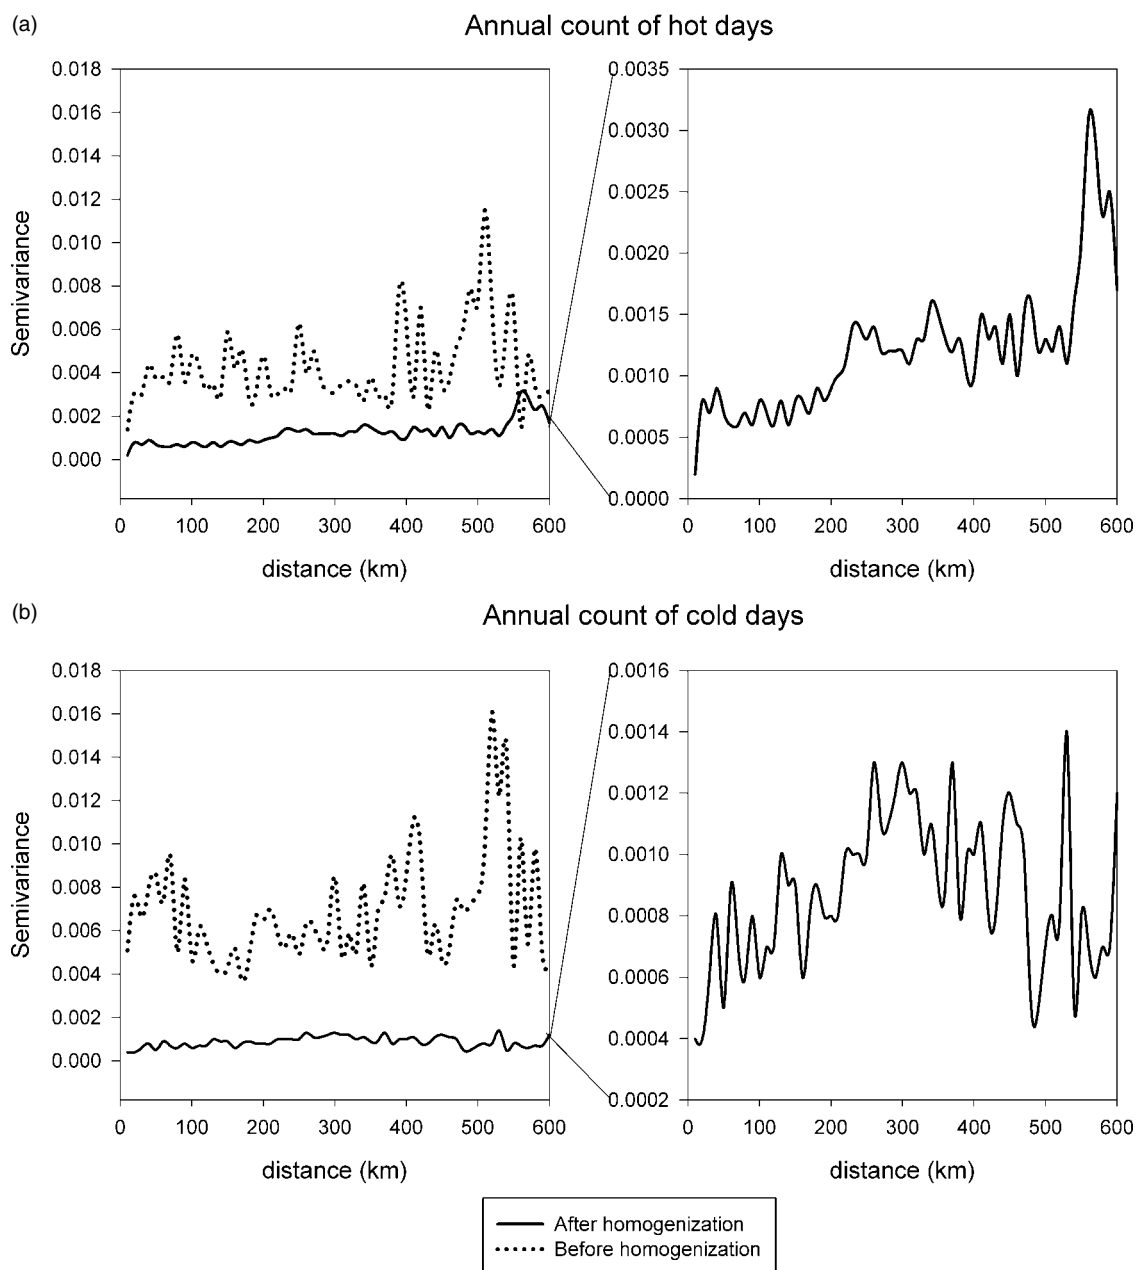 (a)
Annual count of hot days
0.018
0.016
0.014
0.012
0.010
0.008
0.006
0.004
0.002
0.000
Semivariance
0 100 200 300 400 500 600
distance (km)
0.0035
0.0030
0.0025
0.0020
0.0015
0.0010
0.0005
0.0000
0 100 200 300 400 500 600
distance (km)
(b)
Annual count of cold days
0.018
0.016
0.014
0.012
0.010
0.008
0.006
0.004
0.002
0.000
Semivariance
0 100 200 300 400 500 600
distance (km)
0.0016
0.0014
0.0012
0.0010
0.0008
0.0006
0.0004
0.0002
0 100 200 300 400 500 600
distance (km)
After homogenization
Before homogenization